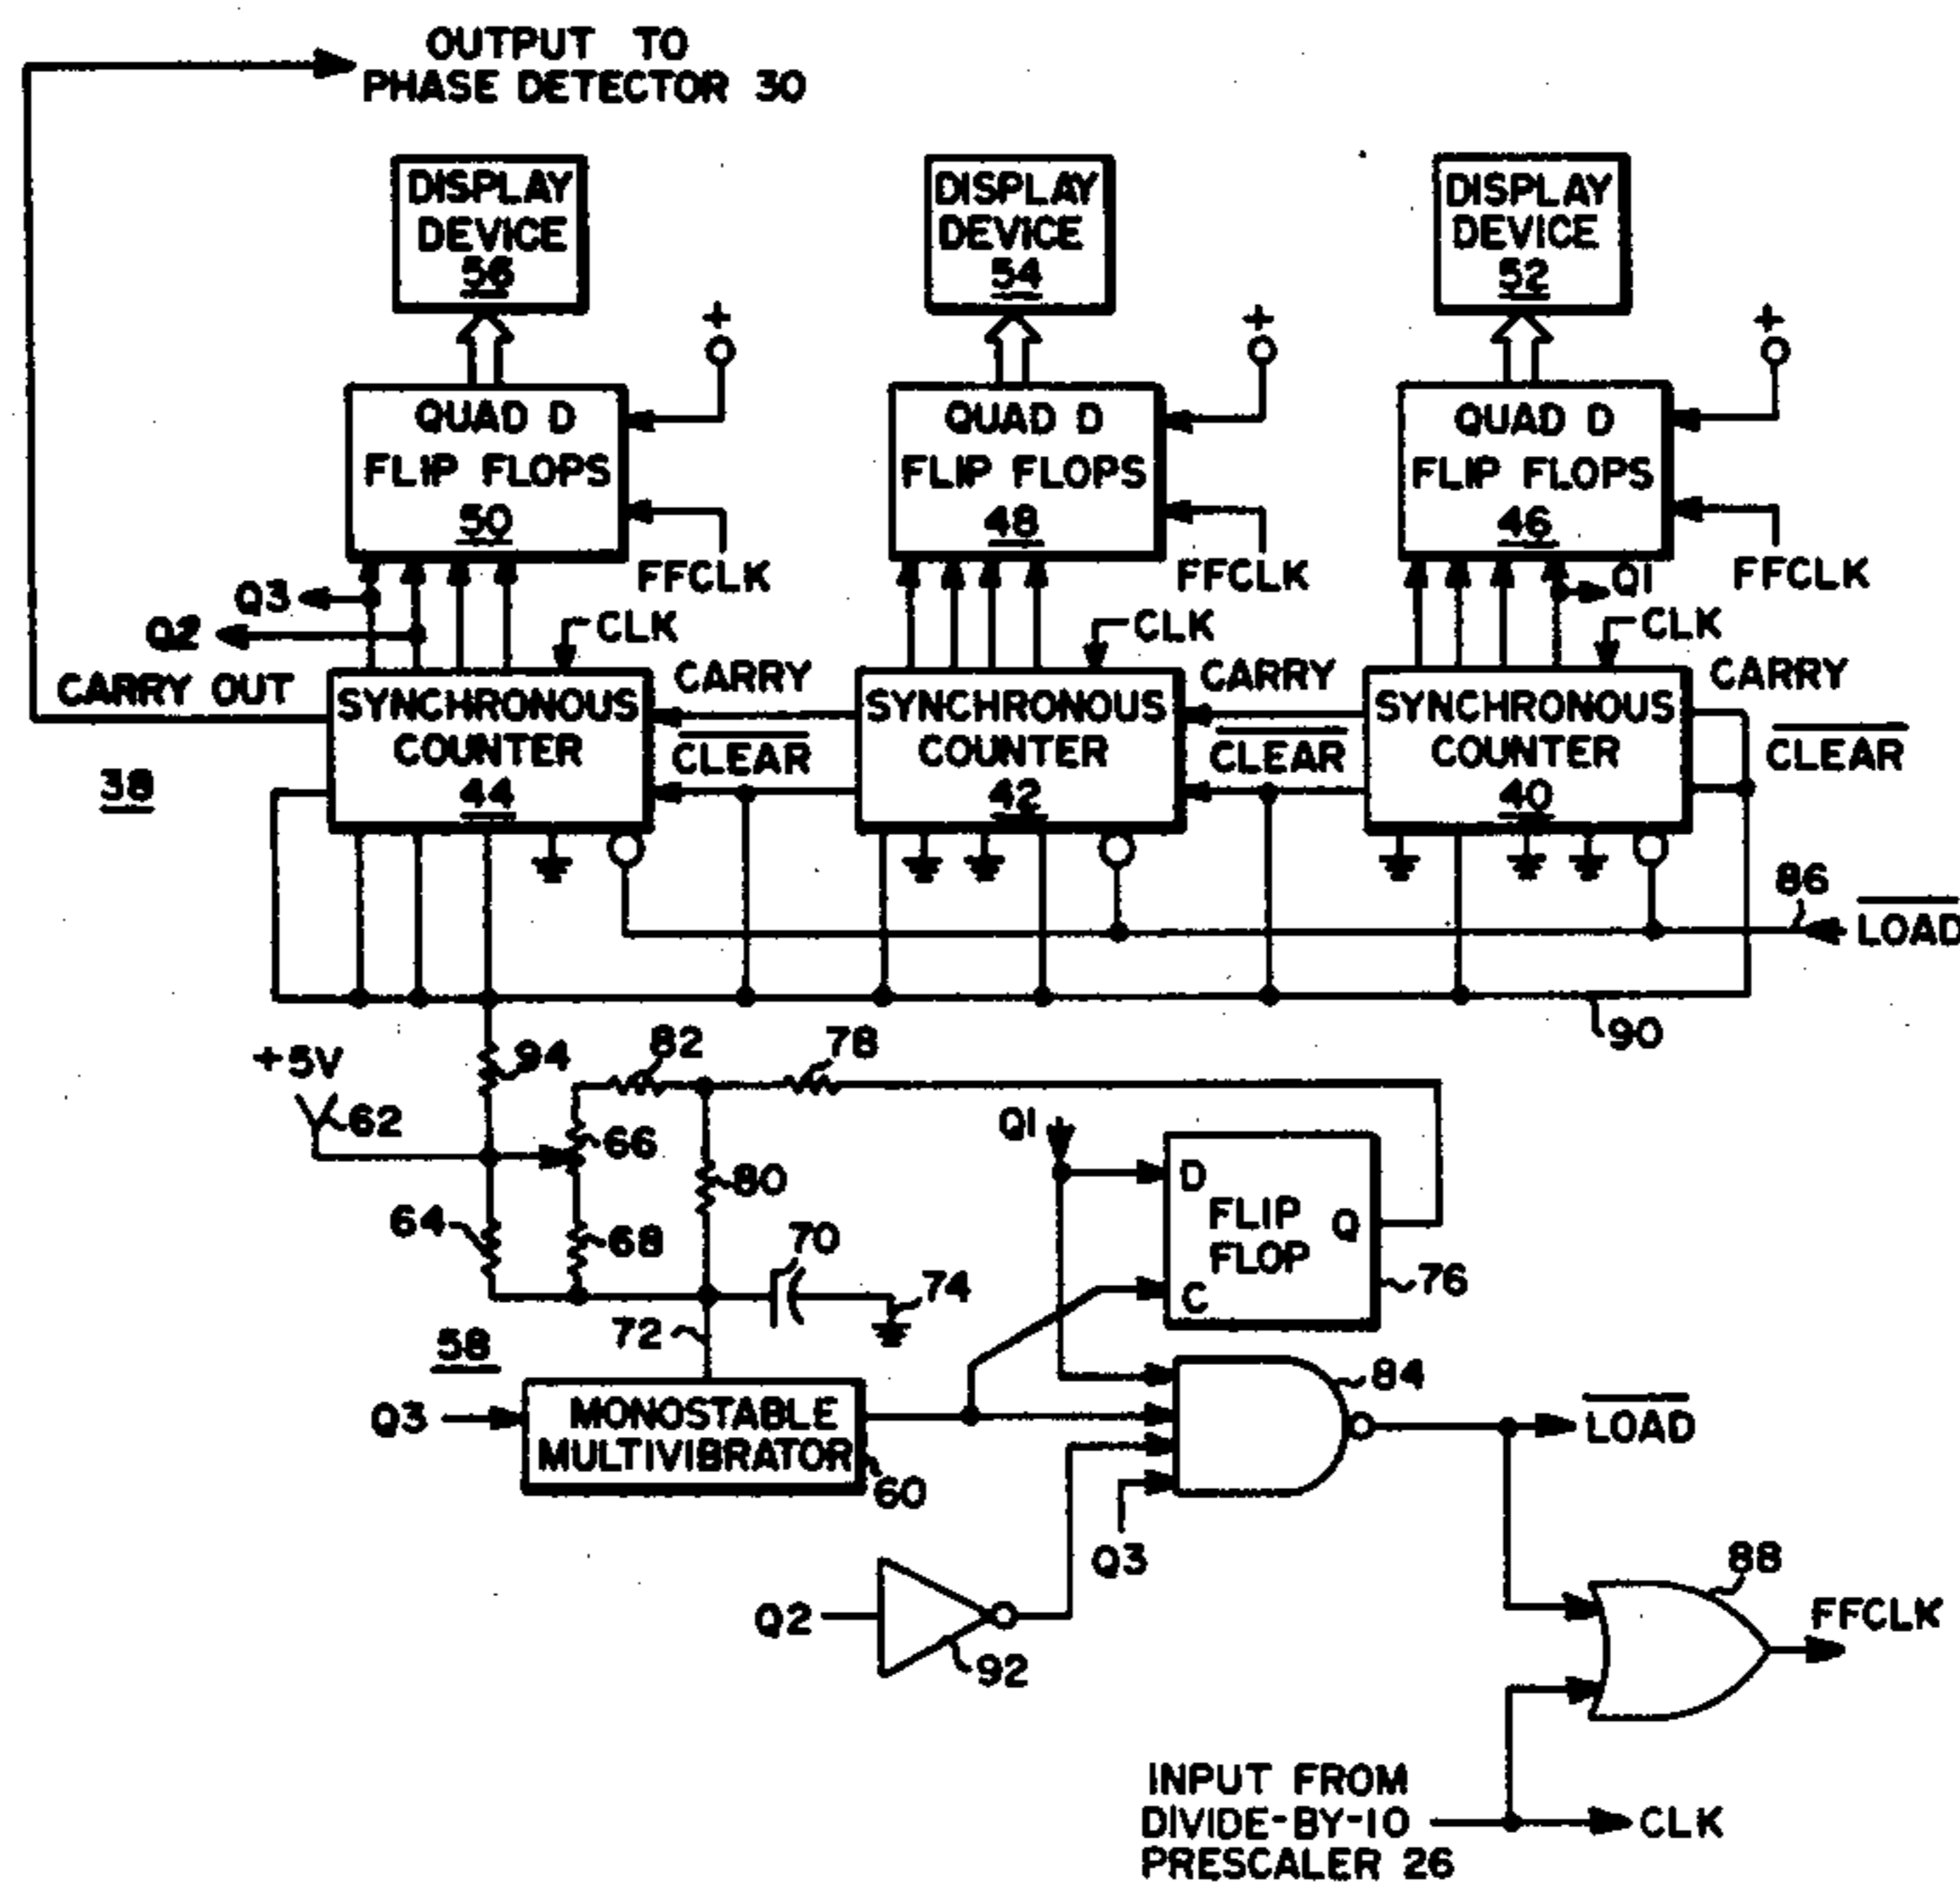 OUTPUT TO
PHASE DETECTOR 30
DISPLAY
DEVICE
56
DISPLAY
DEVICE
54
DISPLAY
DEVICE
52
+
+
+
QUAD D
FLIP FLOPS
50
QUAD D
FLIP FLOPS
48
QUAD D
FLIP FLOPS
46
FFCLK
FFCLK
FFCLK
Q3
Q2
Q1
CLK
CLK
CLK
CARRY OUT
SYNCHRONOUS
COUNTER
44
CARRY
CLEAR
SYNCHRONOUS
COUNTER
42
CARRY
CLEAR
SYNCHRONOUS
COUNTER
40
CARRY
CLEAR
38
86
LOAD
90
+5V
62
94
82
78
66
80
64
68
70
74
72
Q1
D
FLIP
FLOP
Q
C
76
58
Q3
MONOSTABLE
MULTIVIBRATOR
60
84
LOAD
Q3
Q2
92
88
FFCLK
INPUT FROM
DIVIDE-BY-10
PRESCALER 26
CLK